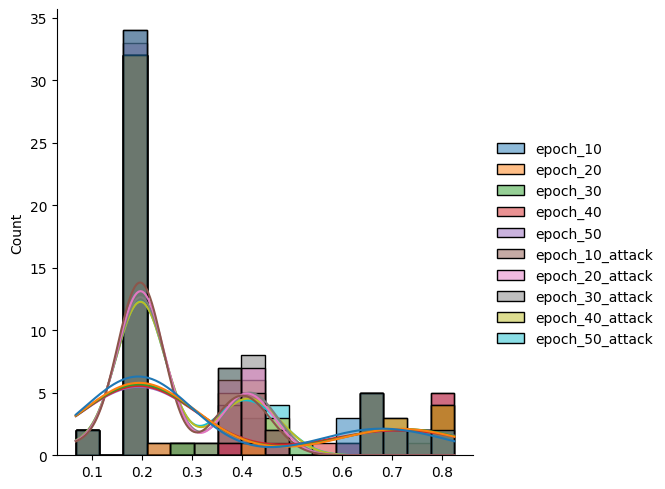 35
30
25
20
15
10
5
0
Count
0.1 0.2 0.3 0.4 0.5 0.6 0.7 0.8
epoch_10
epoch_20
epoch_30
epoch_40
epoch_50
epoch_10_attack
epoch_20_attack
epoch_30_attack
epoch_40_attack
epoch_50_attack